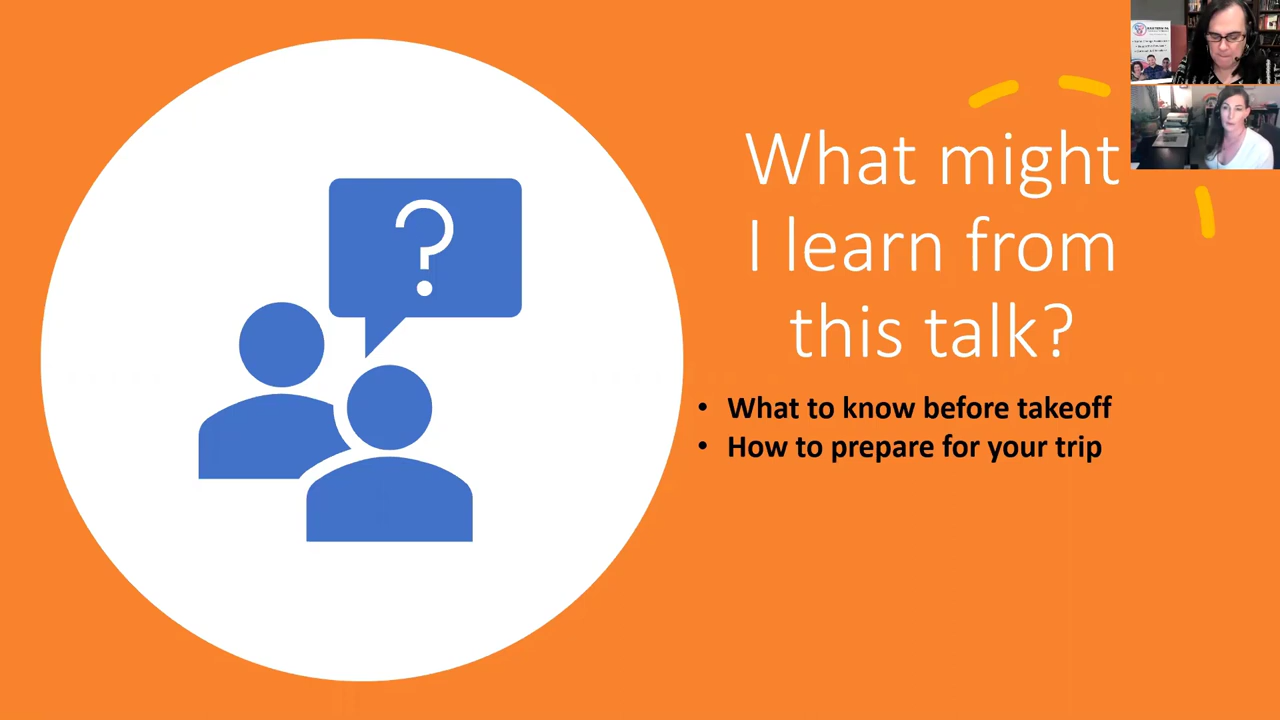 ?
What might
I learn from
this talk?
• What to know before takeoff
• How to prepare for your trip